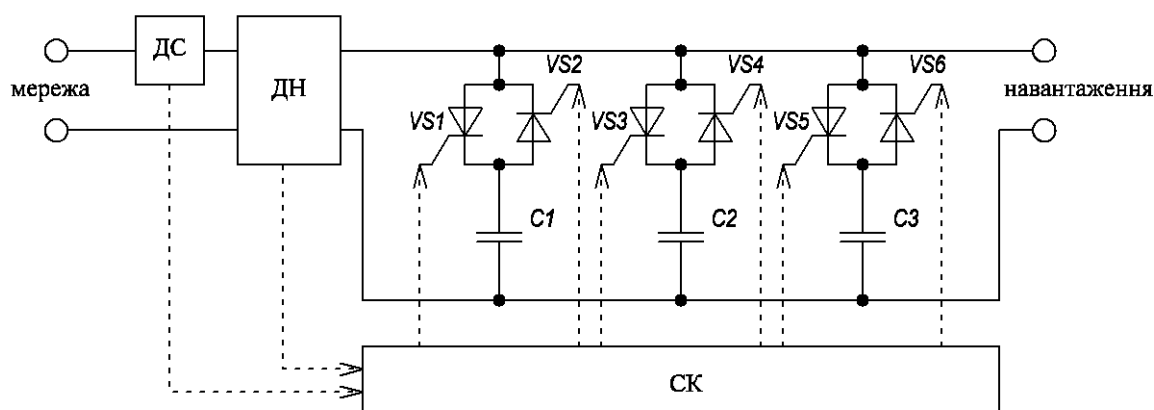 ДС
ДН
мережа
VS1
VS2
VS3
VS4
VS5
VS6
навантаження
C1
C2
C3
СК